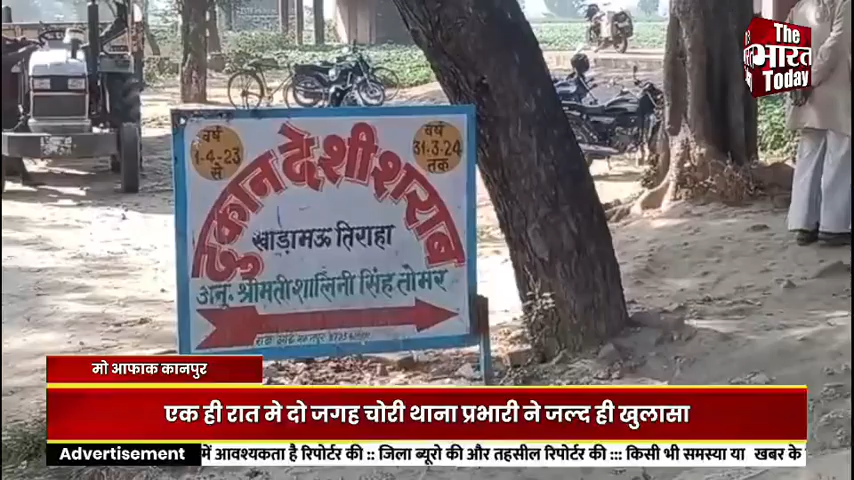 The
भारत
Today
वर्ष
1-4-23
से
वर्ष
31-3-24
तक
दुकान देशी शराब
खाड़ामऊ तिराहा
अनु॰ श्रीमती शालिनी सिंह तोमर
मो आफाक कानपुर
एक ही रात मे दो जगह चोरी थाना प्रभारी ने जल्द ही खुलासा
Advertisement
में आवश्यकता है रिपोर्टर की :: जिला ब्यूरो की और तहसील रिपोर्टर की ::: किसी भी समस्या या खबर के